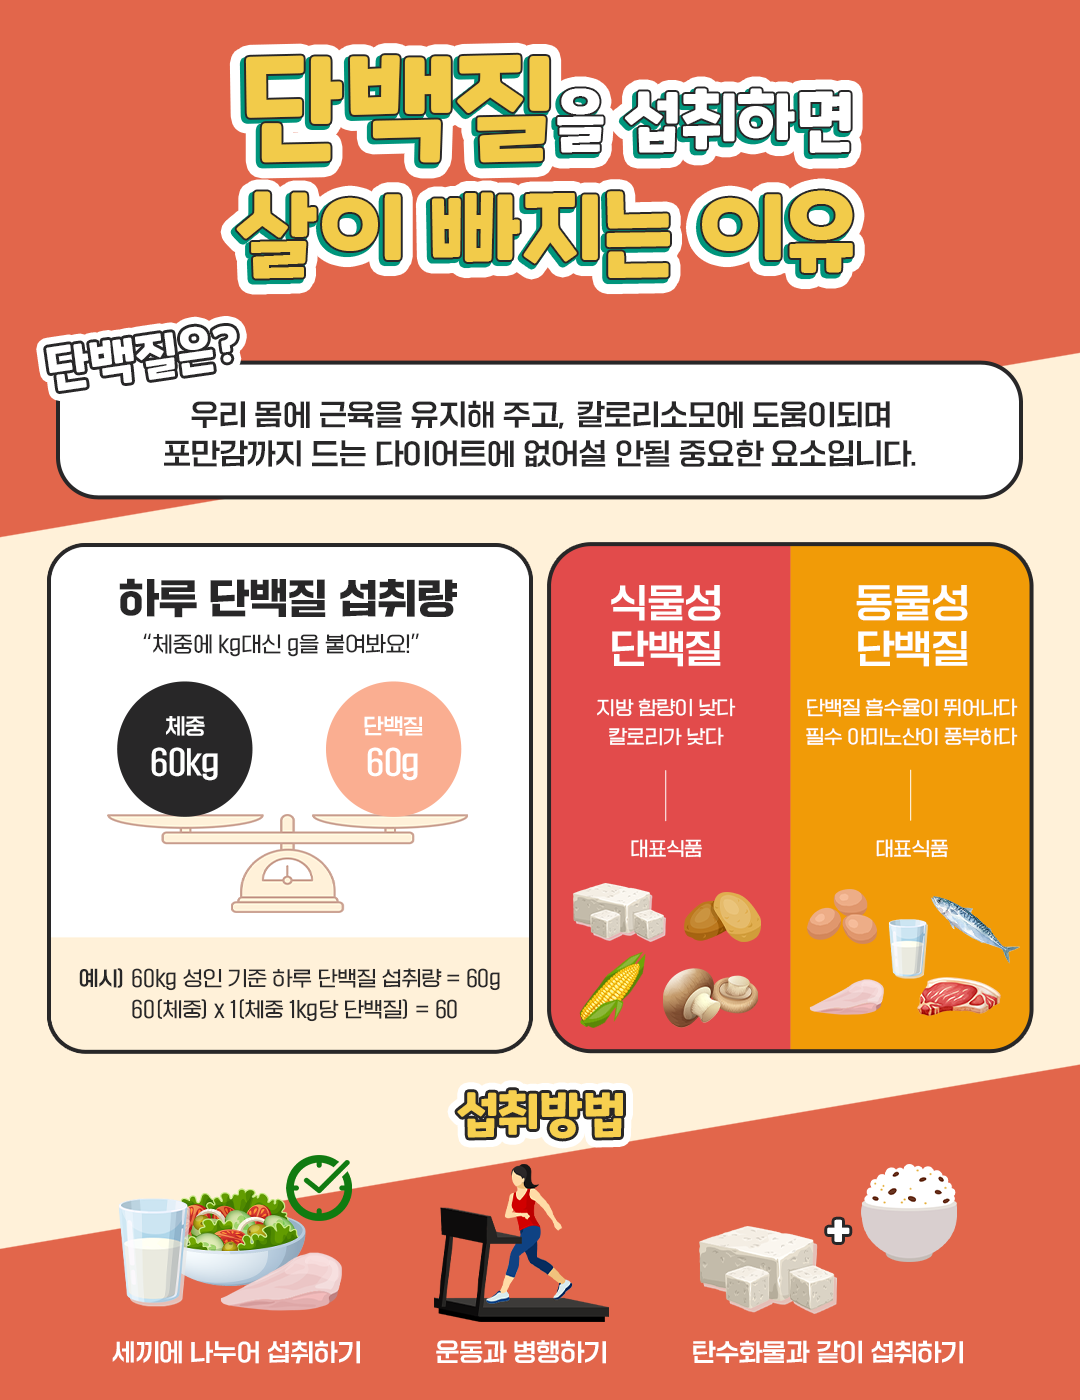 단백질을 섭취하면
살이 빠지는 이유
단백질은?
우리 몸에 근육을 유지해 주고, 칼로리소모에 도움이되며
포만감까지 드는 다이어트에 없어설 안될 중요한 요소입니다.
하루 단백질 섭취량
“체중에 kg대신 g을 붙여봐요!”
체중
60kg
단백질
60g
예시) 60kg 성인 기준 하루 단백질 섭취량 = 60g
60(체중) x 1(체중 1kg당 단백질) = 60
식물성
단백질
지방 함량이 낮다
칼로리가 낮다
대표식품
동물성
단백질
단백질 흡수율이 뛰어나다
필수 아미노산이 풍부하다
대표식품
섭취방법
세끼에 나누어 섭취하기
운동과 병행하기
탄수화물과 같이 섭취하기